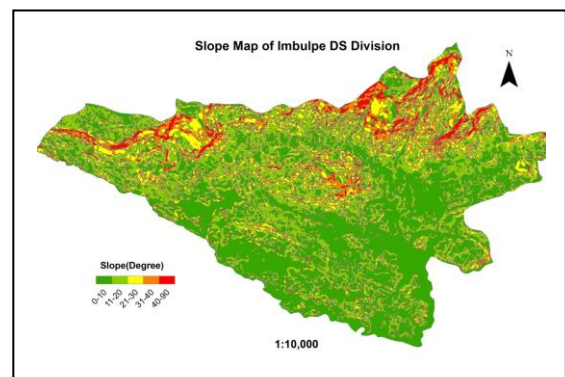 Slope Map of Imbulpe DS Division
N
Slope(Degree)
0-10
11-20
21-30
31-40
40-90
1:10,000